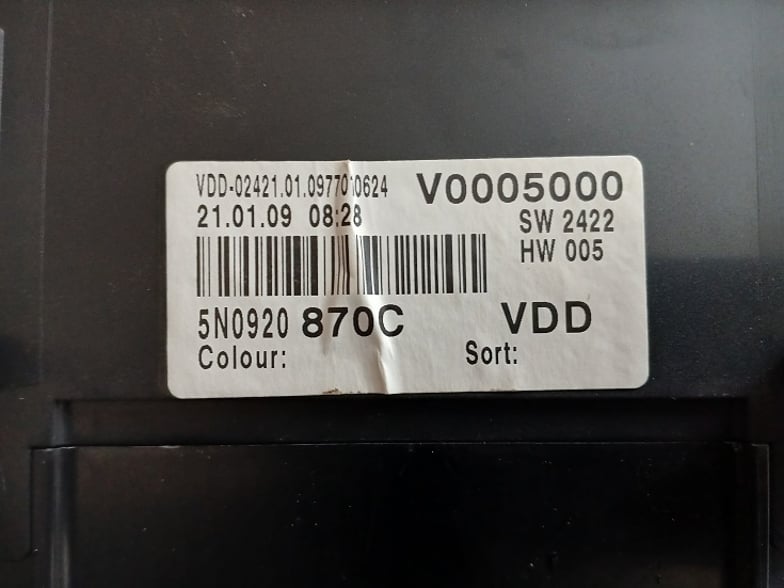 VDD-02421.01.0977010624 V0005000
21.01.09 08:28 SW 2422
HW 005
5N0920 870C VDD
Colour: Sort: